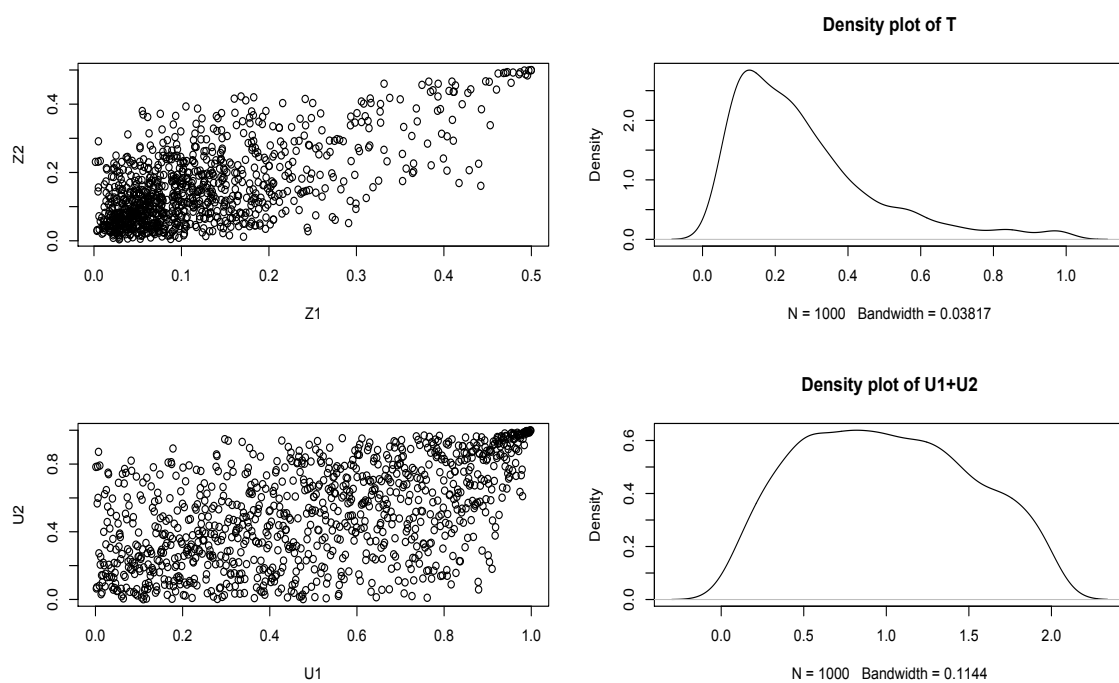 0.0
0.2
0.4
Z2
0.0 0.1 0.2 0.3 0.4 0.5
Z1
Density plot of T
0.0
1.0
2.0
Density
0.0 0.2 0.4 0.6 0.8 1.0
N = 1000 Bandwidth = 0.03817
0.0
0.4
0.8
U2
0.0 0.2 0.4 0.6 0.8 1.0
U1
Density plot of U1+U2
0.0
0.2
0.4
0.6
Density
0.0 0.5 1.0 1.5 2.0
N = 1000 Bandwidth = 0.1144